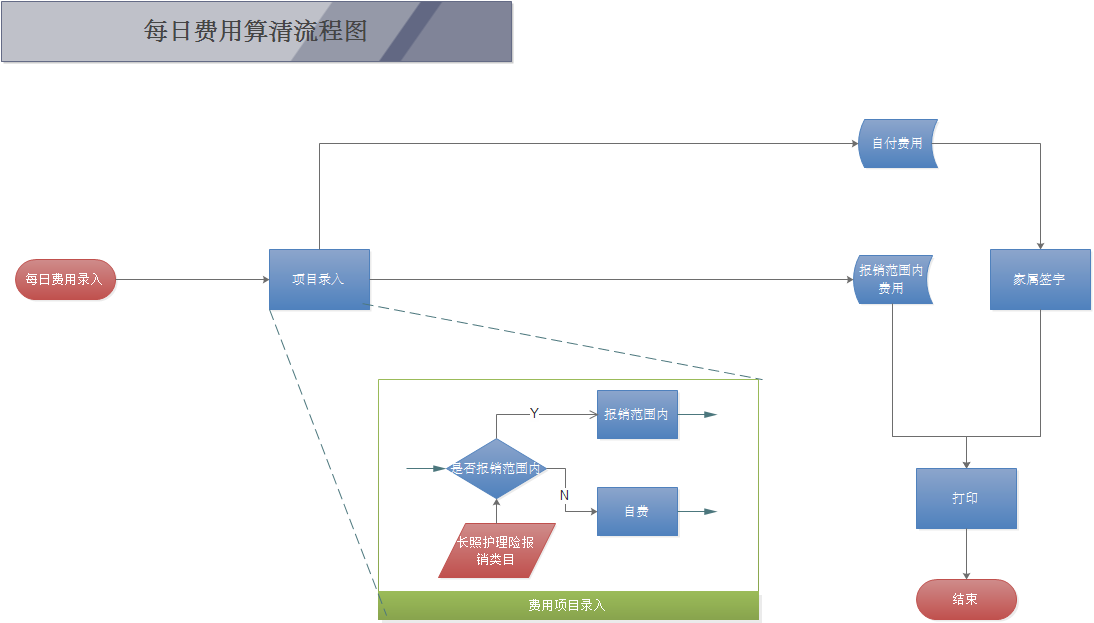 每日费用算清流程图
自付费用
每日费用录入
项目录入
报销范围内
费用
家属签字
Y
报销范围内
是否报销范围内
N
自费
长照护理险报
销类目
费用项目录入
打印
结束